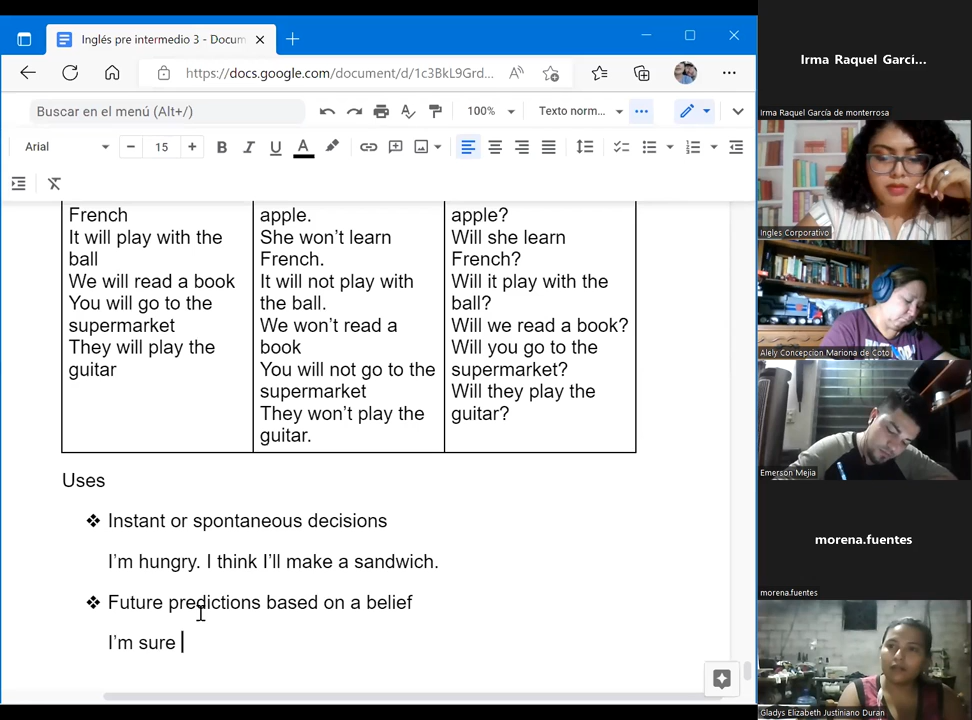 Inglés pre intermedio 3 - Docum
https://docs.google.com/document/d/1c3BkL9Grd...
Buscar en el menú (Alt+/)
100%
Texto norm...
Arial
15
French
It will play with the
ball
We will read a book
You will go to the
supermarket
They will play the
guitar
apple.
She won't learn
French.
It will not play with
the ball.
We won't read a
book
You will not go to the
supermarket
They won't play the
guitar.
apple?
Will she learn
French?
Will it play with the
ball?
Will we read a book?
Will you go to the
supermarket?
Will they play the
guitar?
Uses
❖ Instant or spontaneous decisions
I'm hungry. I think I'll make a sandwich.
❖ Future predictions based on a belief
I'm sure
Irma Raquel Garcí...
Irma Raquel García de monterrosa
Ingles Corporativo
Alely Concepcion Mariona de Coto
Emerson Mejia
morena.fuentes
morena.fuentes
Gladys Elizabeth Justiniano Duran